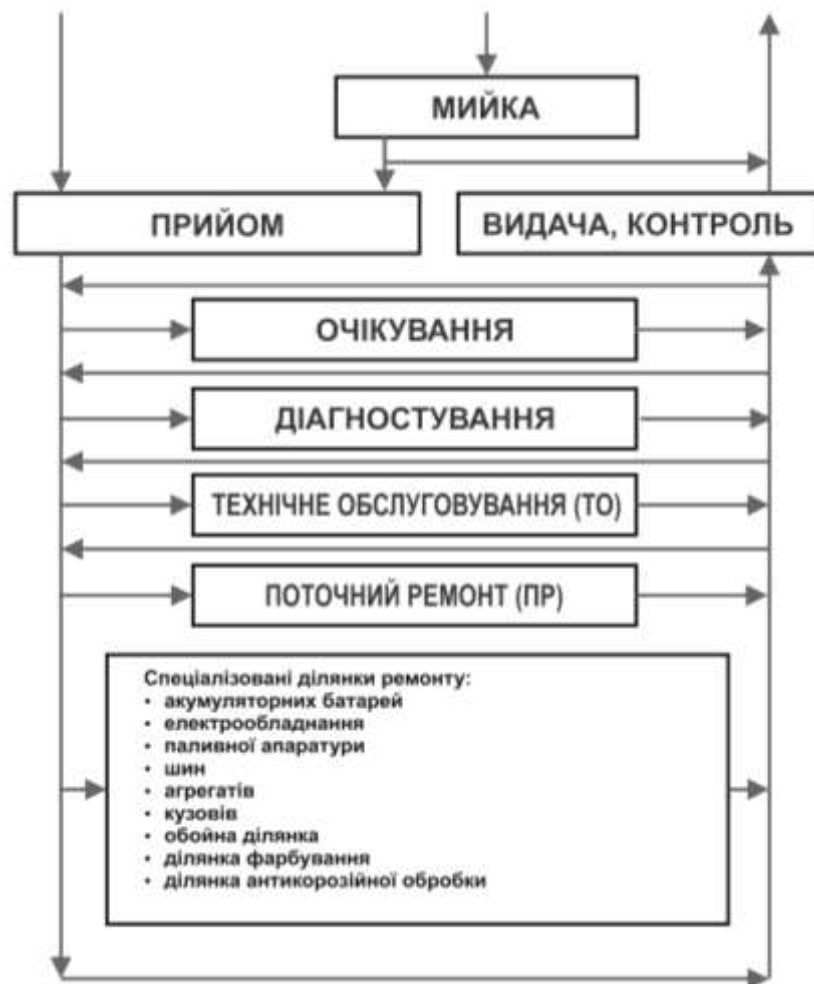 МИЙКА
ПРИЙОМ
ВИДАЧА, КОНТРОЛЬ
ОЧІКУВАННЯ
ДІАГНОСТУВАННЯ
ТЕХНІЧНЕ ОБСЛУГОВУВАННЯ (ТО)
ПОТОЧНИЙ РЕМОНТ (ПР)
Спеціалізовані ділянки ремонту:
• акумуляторних батарей
• електрообладнання
• паливної апаратури
• шин
• агрегатів
• кузовів
• обойна ділянка
• ділянка фарбування
• ділянка антикорозійної обробки